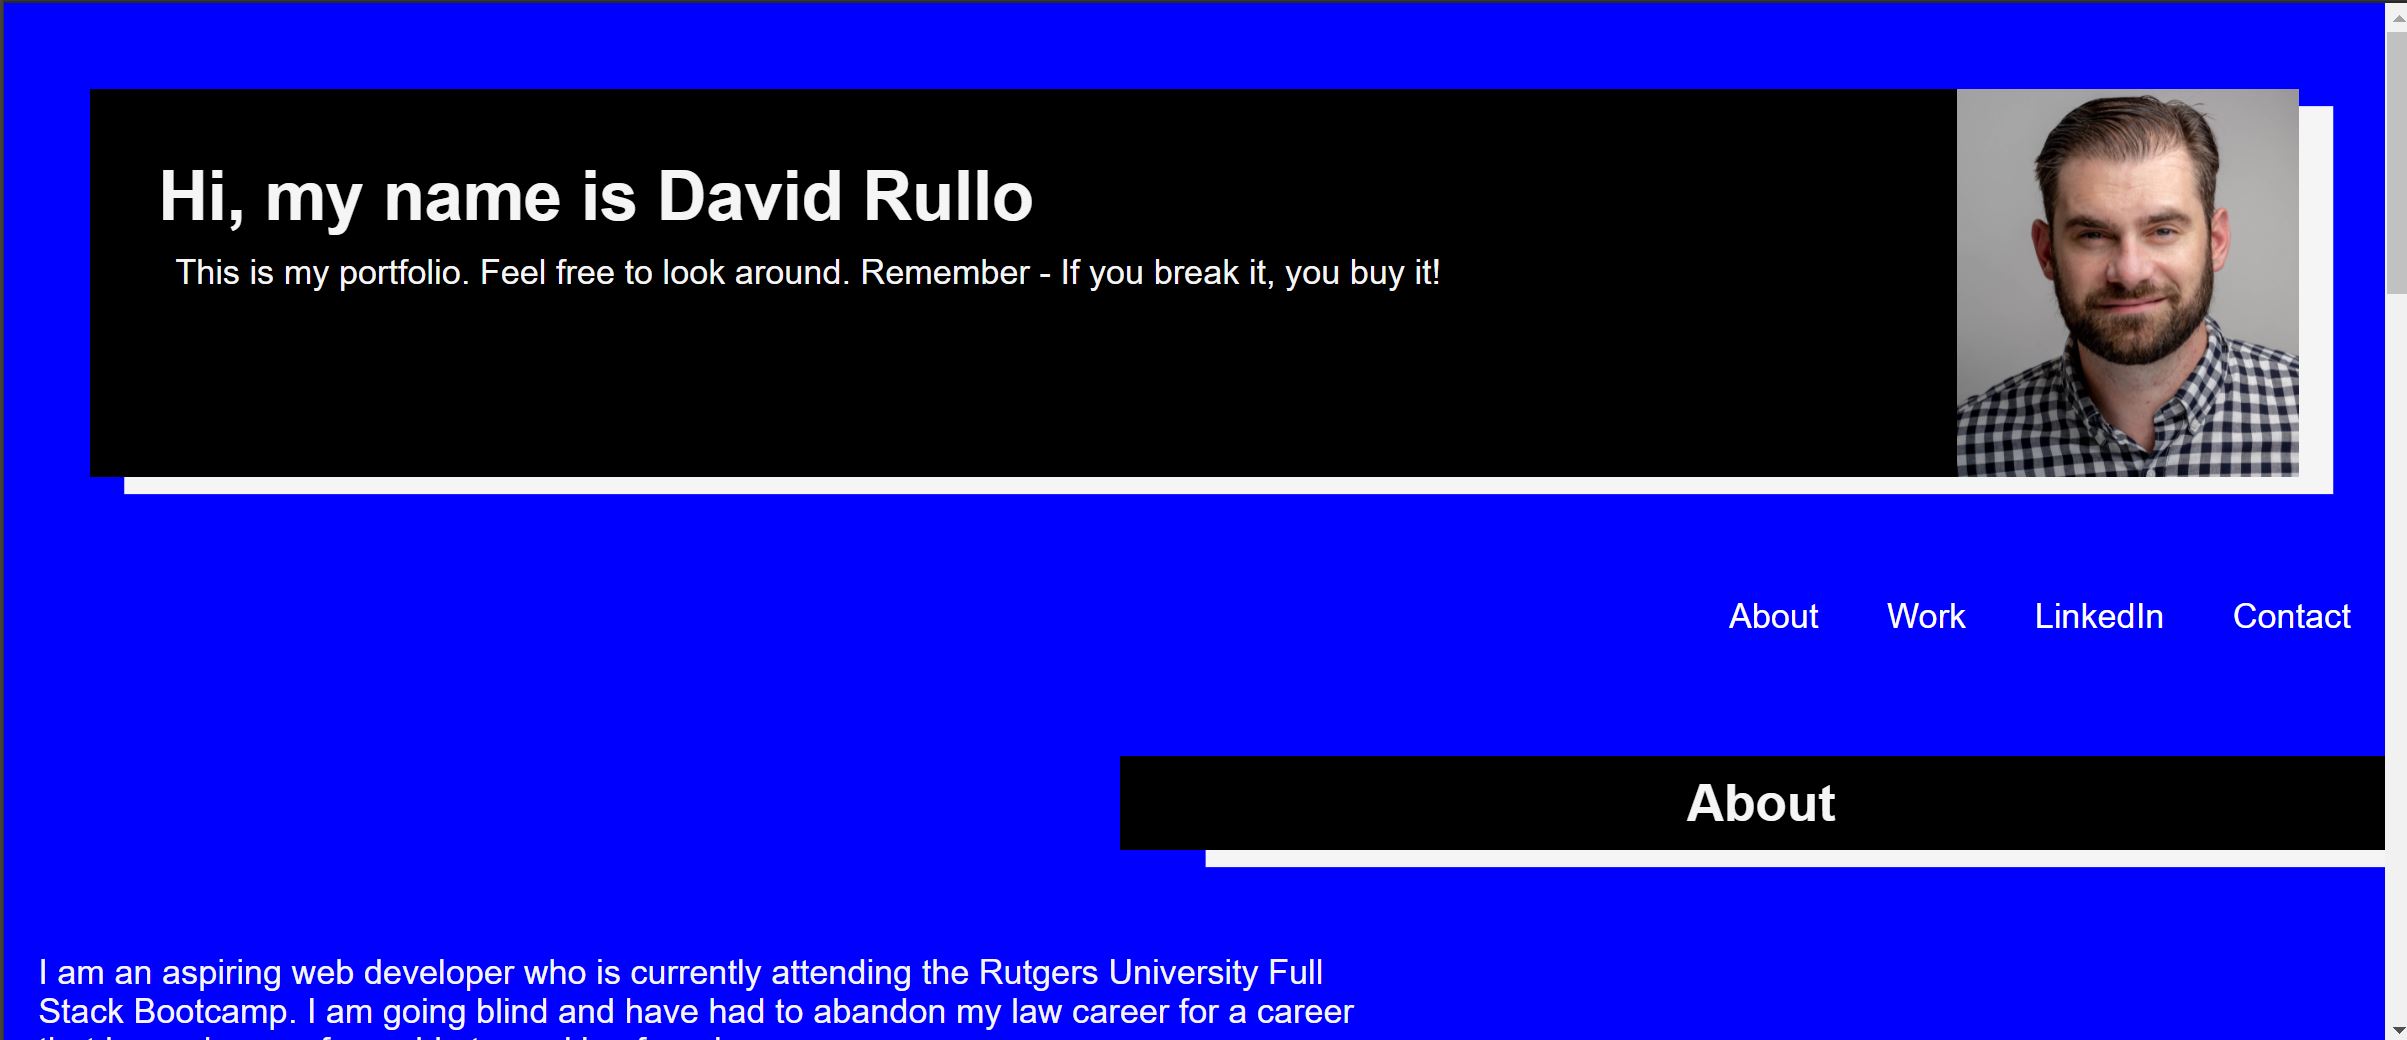 Hi, my name is David Rullo
This is my portfolio. Feel free to look around. Remember - If you break it, you buy it!
About Work LinkedIn Contact
About
I am an aspiring web developer who is currently attending the Rutgers University Full
Stack Bootcamp. I am going blind and have had to abandon my law career for a career